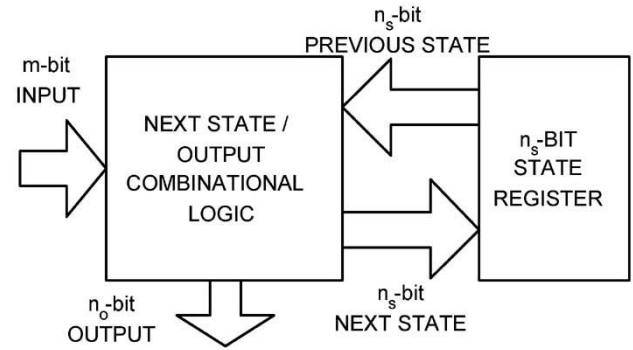 n_s-bit
PREVIOUS STATE
m-bit
INPUT
NEXT STATE /
OUTPUT
COMBINATIONAL
LOGIC
n_s-BIT
STATE
REGISTER
n_o-bit
OUTPUT
n_s-bit
NEXT STATE